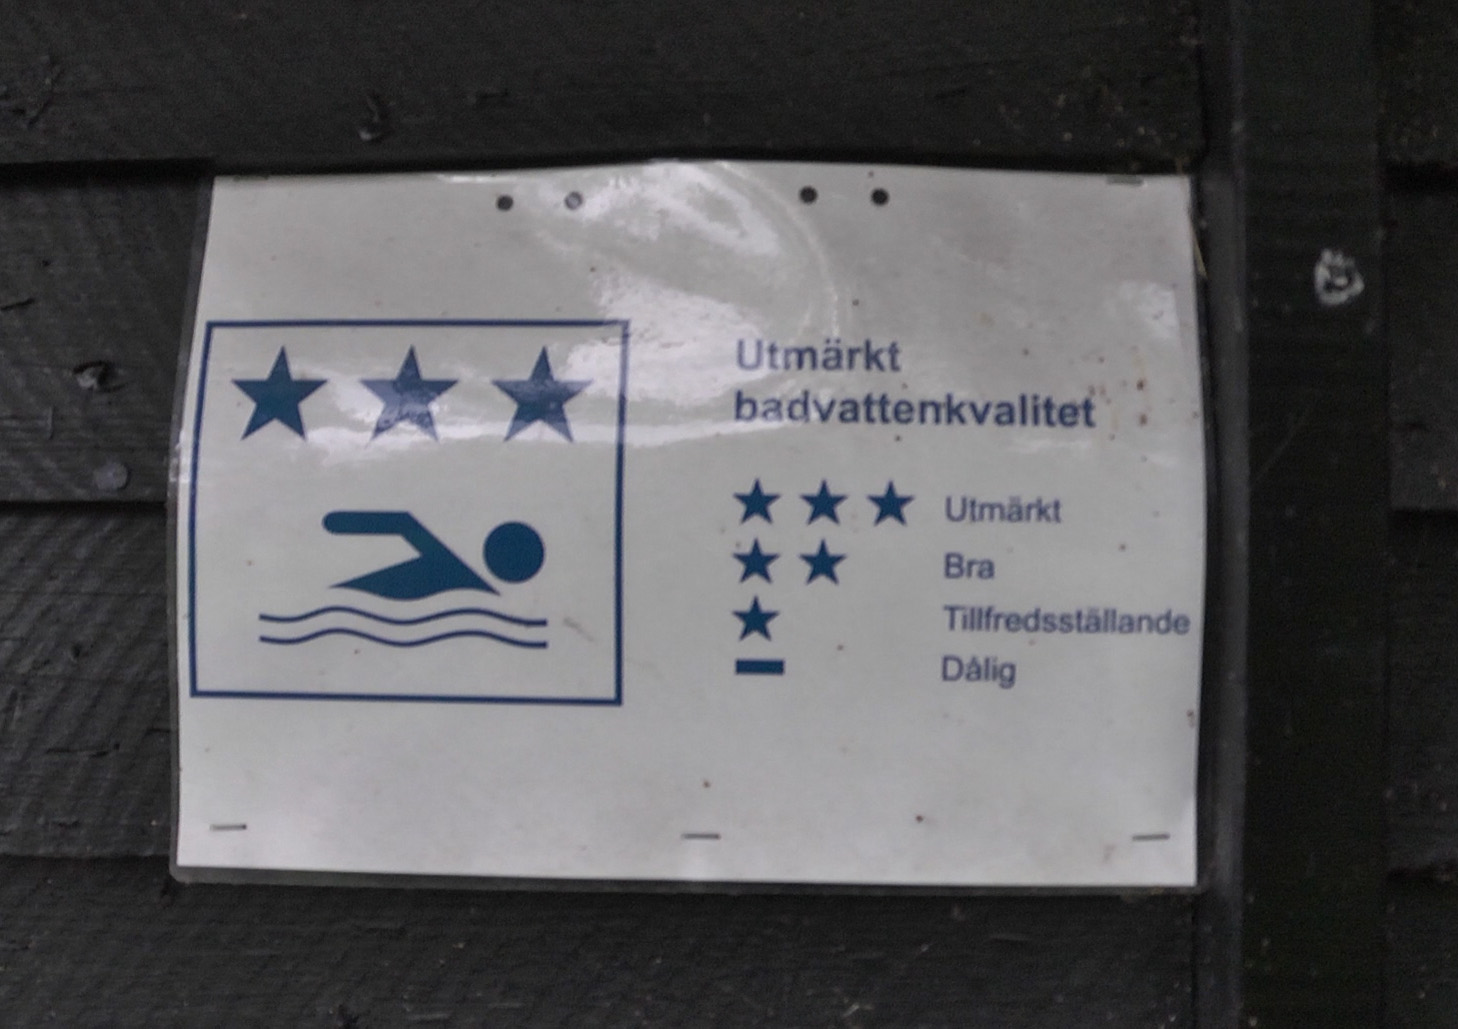 Utmärkt
badvattenkvalitet
Utmärkt
Bra
Tillfredsställande
Dålig